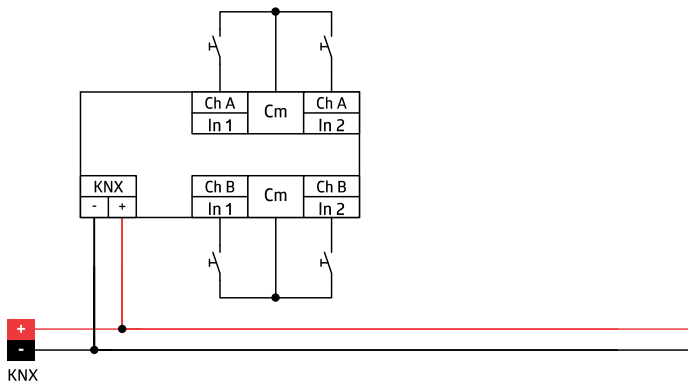 Ch A Cm Ch A
In 1 In 2
KNX Ch B Cm Ch B
- + In 1 In 2
+
-
KNX